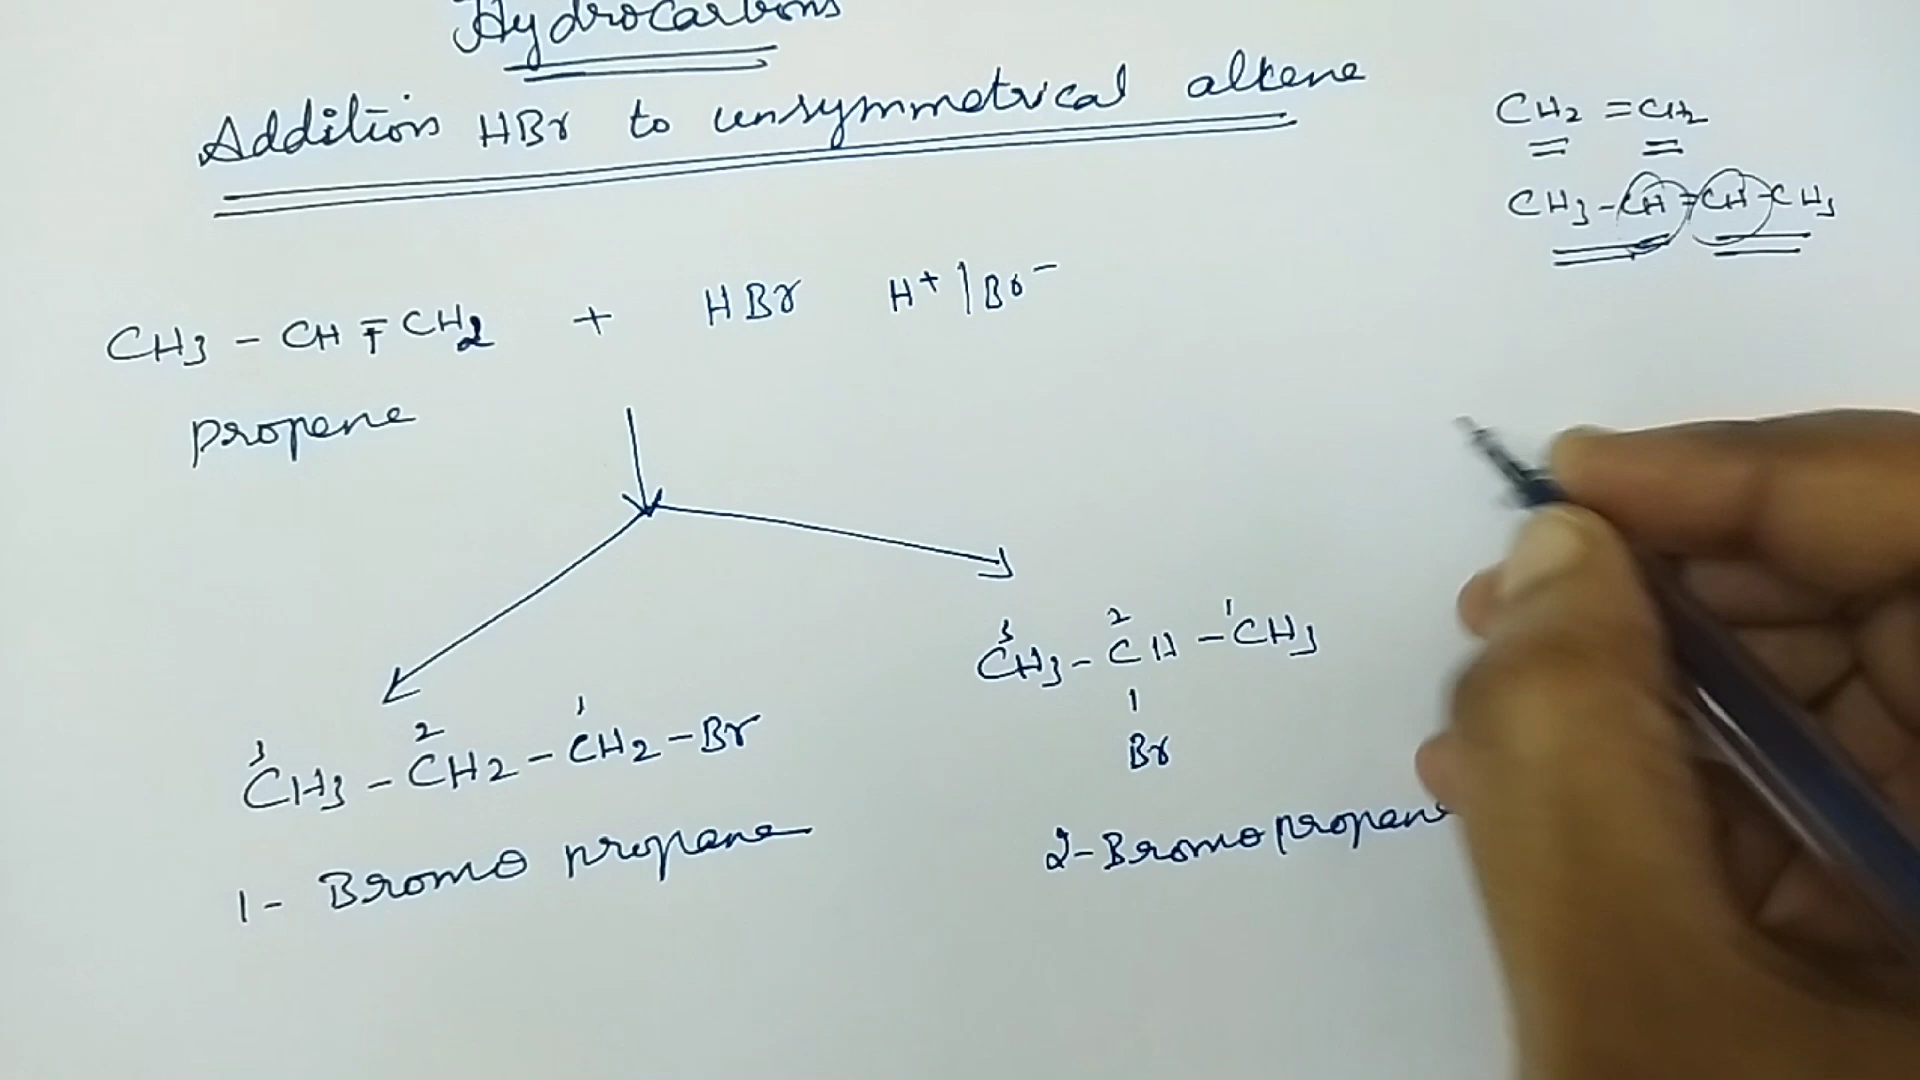 Hydrocarbons
Addition HBr to unsymmetrical alkene
CH2 = CH2
CH3 - CH = CH - CH3
CH3 - CH = CH2 + HBr H+ | Br-
propene
3 2 1
CH3 - CH - CH3
Br
3 2 1
CH3 - CH2 - CH2 - Br
1- Bromo propane
2-Bromo propane